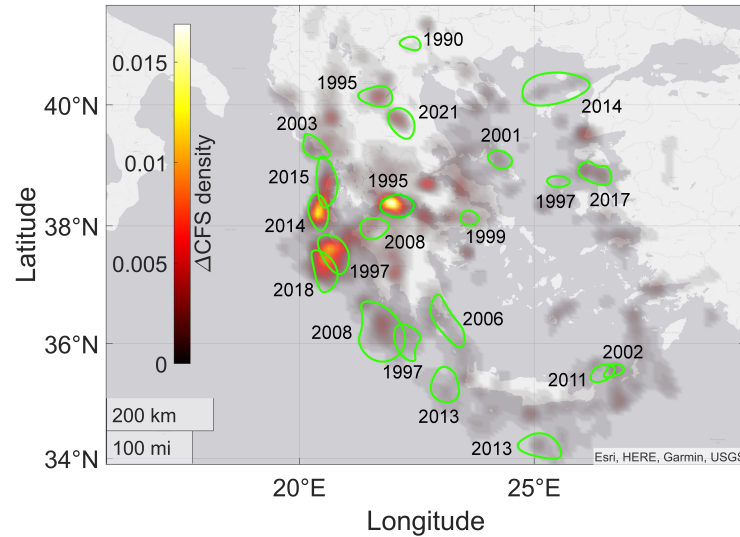 1990
0.015
1995
40°N
2021
2014
2003
2001
0.01
ΔCFS density
2015
1995
1997
2017
38°N
2014
2008
1999
0.005
1997
2018
Latitude
2006
2008
36°N
0
1997
2002
2011
2013
200 km
100 mi
2013
Esri, HERE, Garmin, USGS
34°N
20°E
25°E
Longitude